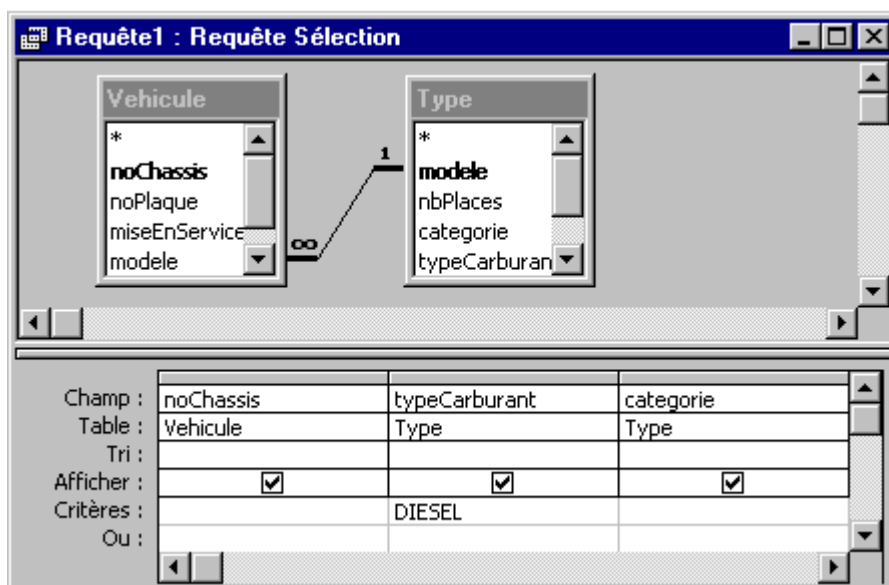 Requête1 : Requête Sélection
Vehicule
*
noChassis
noPlaque
miseEnService
modele
∞
1
Type
*
modele
nbPlaces
categorie
typeCarburan
Champ : noChassis typeCarburant categorie
Table : Vehicule Type Type
Tri :
Afficher :
Critères : DIESEL
Ou :